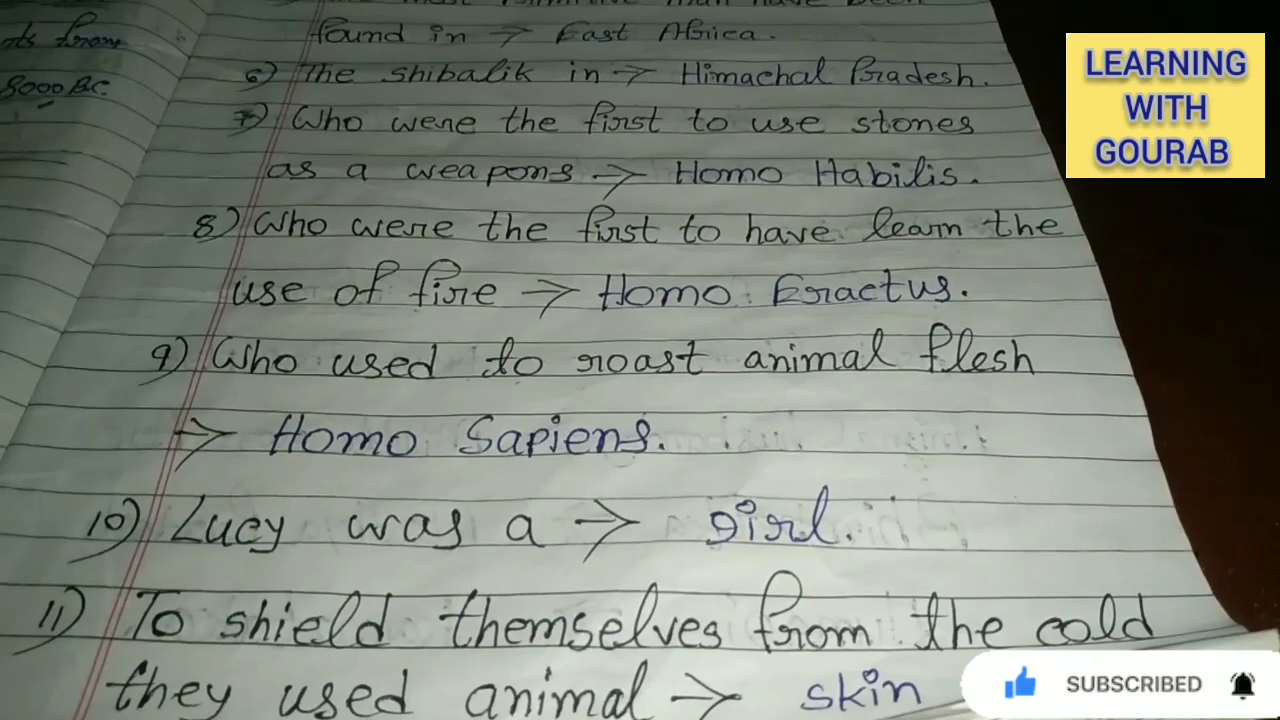 found in → East Africa.
6) The shibalik in → Himachal Pradesh.
7) Who were the first to use stones
as a weapons → Homo Habilis.
8) Who were the first to have learn the
use of fire → Homo Eractus.
9) Who used to roast animal flesh
→ Homo Sapiens.
10) Lucy was a → girl.
11) To shield themselves from the cold
they used animal → skin
8000 BC
LEARNING
WITH
GOURAB
SUBSCRIBED